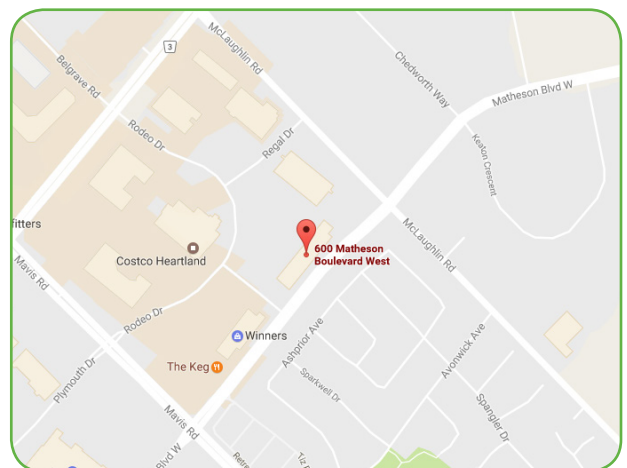 3
McLaughlin Rd
Belgrave Rd
Chedworth Way
Matheson Blvd W
Rodeo Dr
Regal Dr
Keaton Crescent
fitters
600 Matheson
Boulevard West
McLaughlin Rd
Costco Heartland
Mavis Rd
Rodeo Dr
Winners
Ashprior Ave
Avonwick Ave
The Keg
Plymouth Dr
Sparkwell Dr
Mavis Rd
Spangler Dr
Blvd W